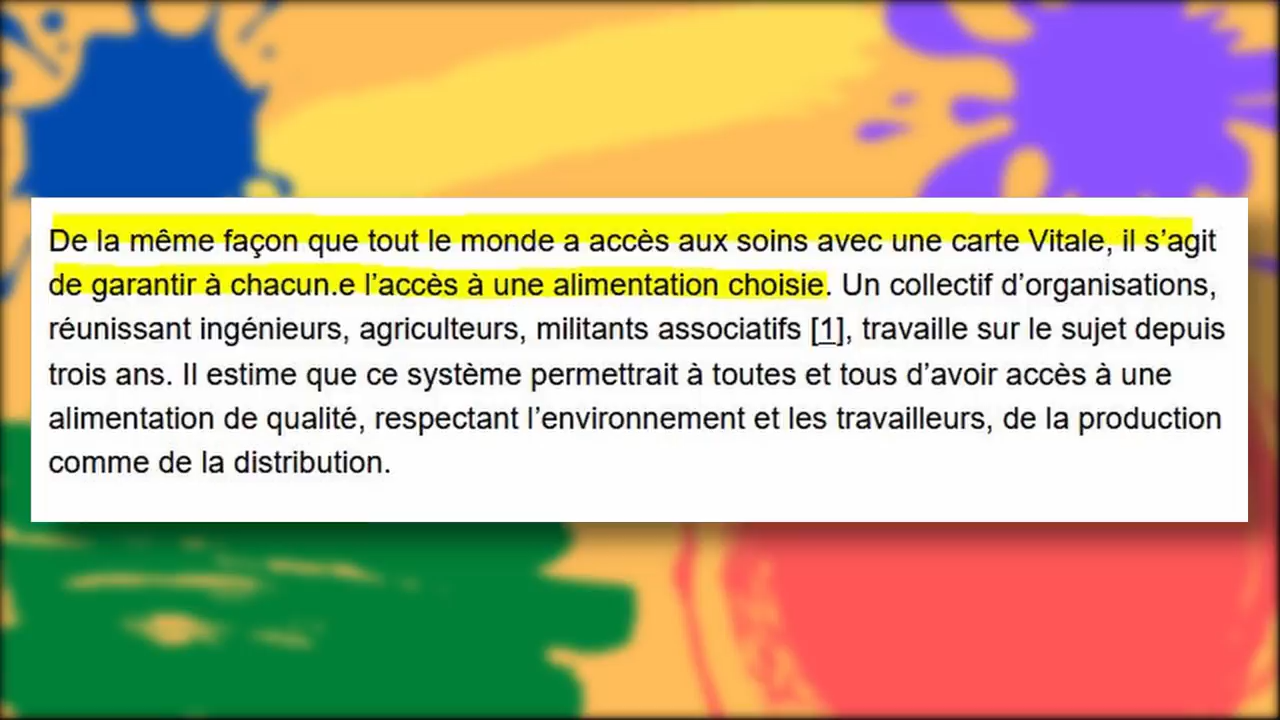 De la même façon que tout le monde a accès aux soins avec une carte Vitale, il s’agit
de garantir à chacun.e l’accès à une alimentation choisie. Un collectif d’organisations,
réunissant ingénieurs, agriculteurs, militants associatifs [1], travaille sur le sujet depuis
trois ans. Il estime que ce système permettrait à toutes et tous d’avoir accès à une
alimentation de qualité, respectant l’environnement et les travailleurs, de la production
comme de la distribution.